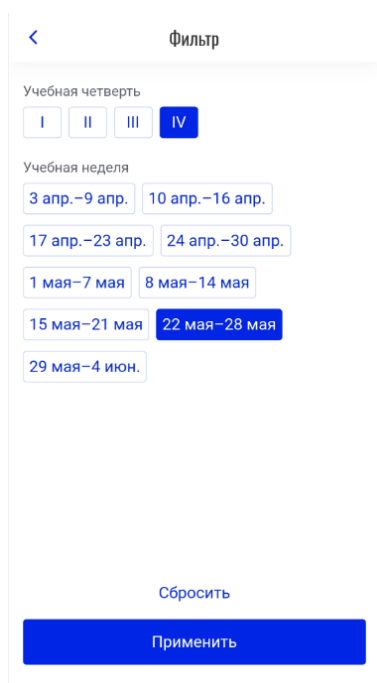 Фильтр
Учебная четверть
I II III IV
Учебная неделя
3 апр.–9 апр. 10 апр.–16 апр.
17 апр.–23 апр. 24 апр.–30 апр.
1 мая–7 мая 8 мая–14 мая
15 мая–21 мая 22 мая–28 мая
29 мая–4 июн.
Сбросить
Применить